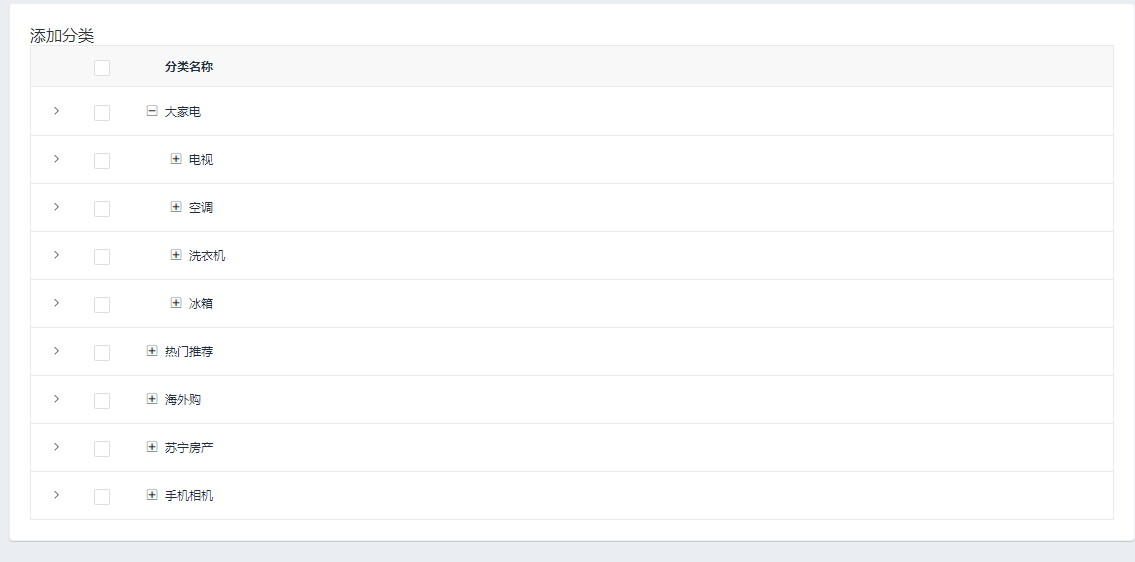 添加分类
分类名称
大家电
电视
空调
洗衣机
冰箱
热门推荐
海外购
苏宁房产
手机相机